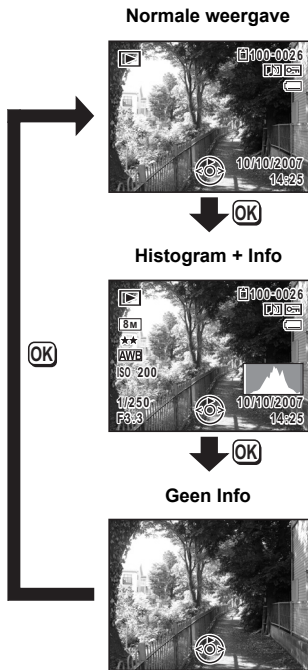 Normale weergave
100-0026
10/10/2007
14:25
OK
Histogram + Info
100-0026
8M
AWB
ISO 200
1/250
F3.3
10/10/2007
14:25
OK
OK
Geen Info